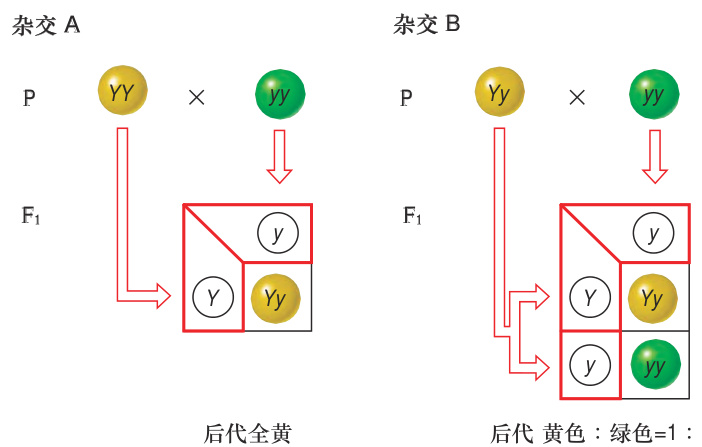 杂交 A
P YY × yy
F1
y
Y Yy
后代全黄
杂交 B
P Yy × yy
F1
y
Y Yy
y yy
后代 黄色：绿色=1：